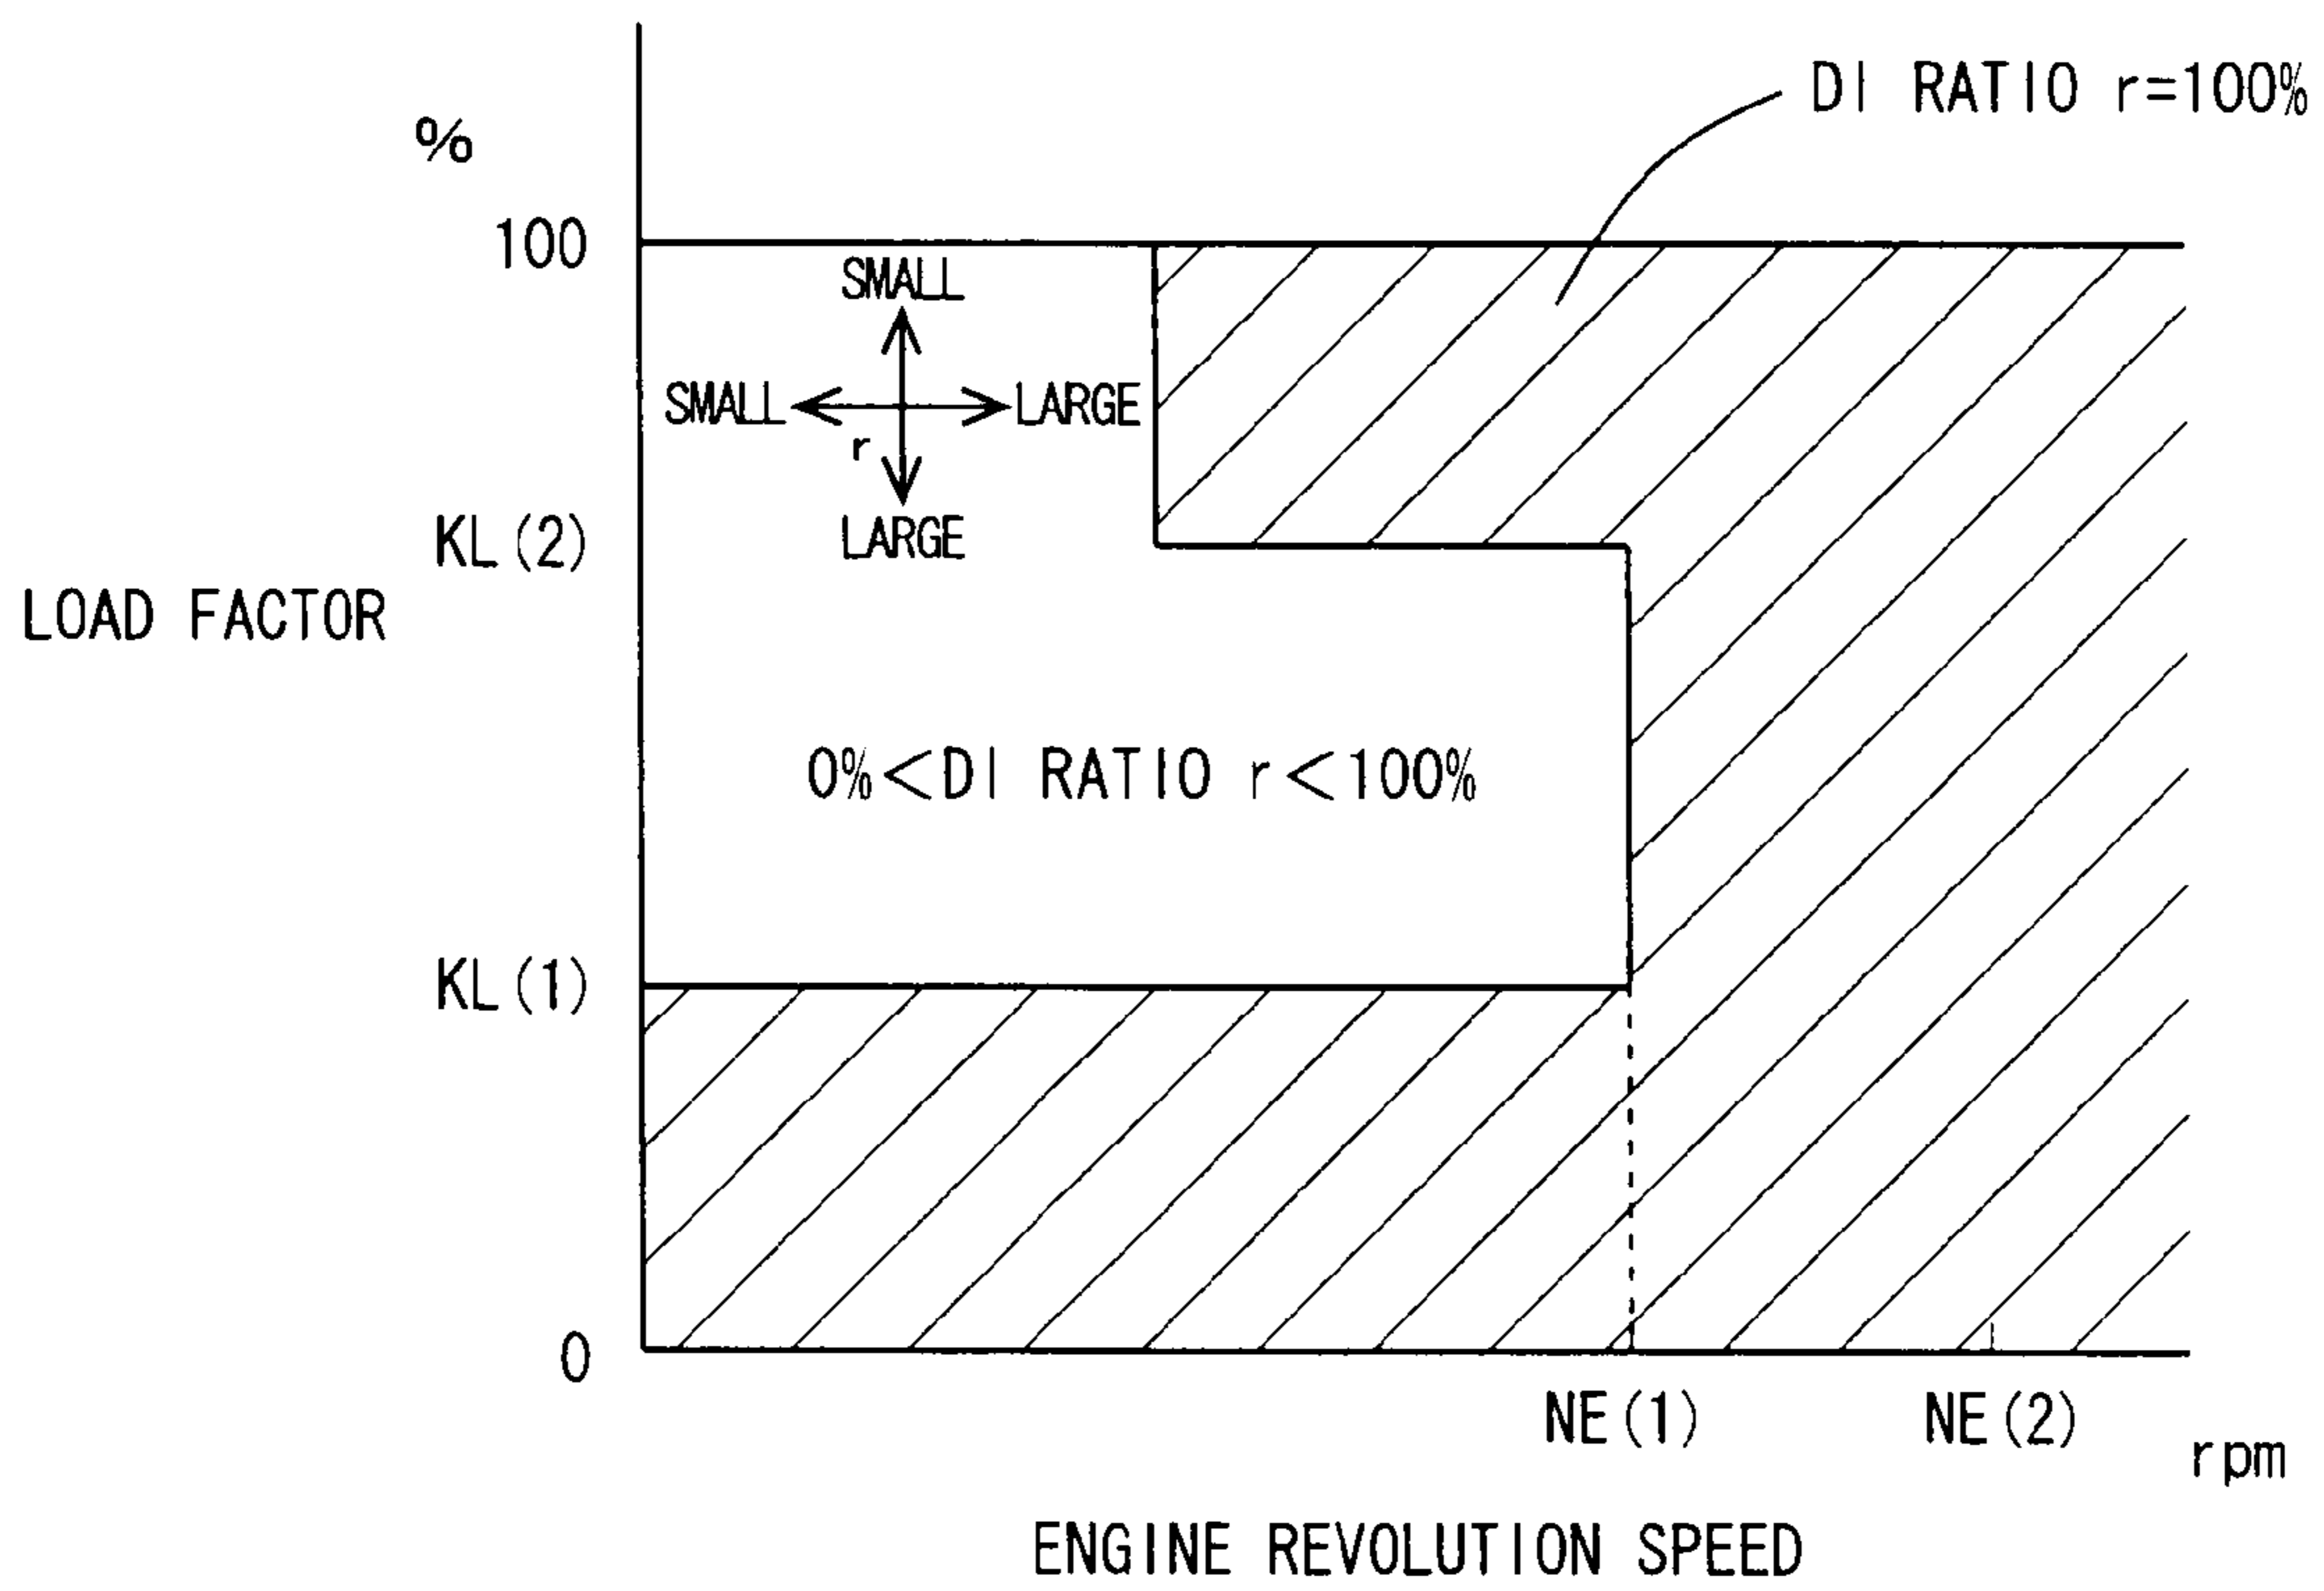 DI RATIO r=100%
%
100
SMALL
SMALL LARGE
r
LARGE
KL(2)
LOAD FACTOR
0%<DI RATIO r<100%
KL(1)
0
NE(1) NE(2)
rpm
ENGINE REVOLUTION SPEED